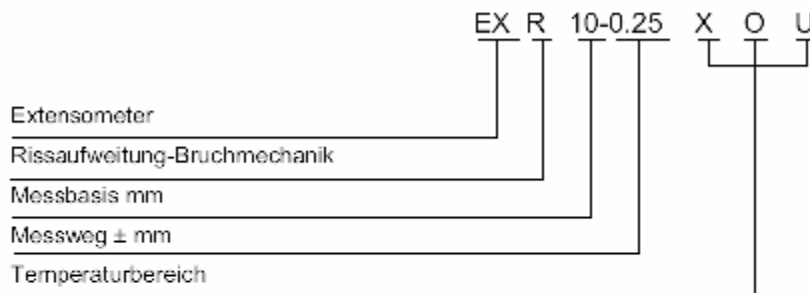 EX R 10-0.25 X O U
Extensometer
Rissaufweitung-Bruchmechanik
Messbasis mm
Messweg ± mm
Temperaturbereich